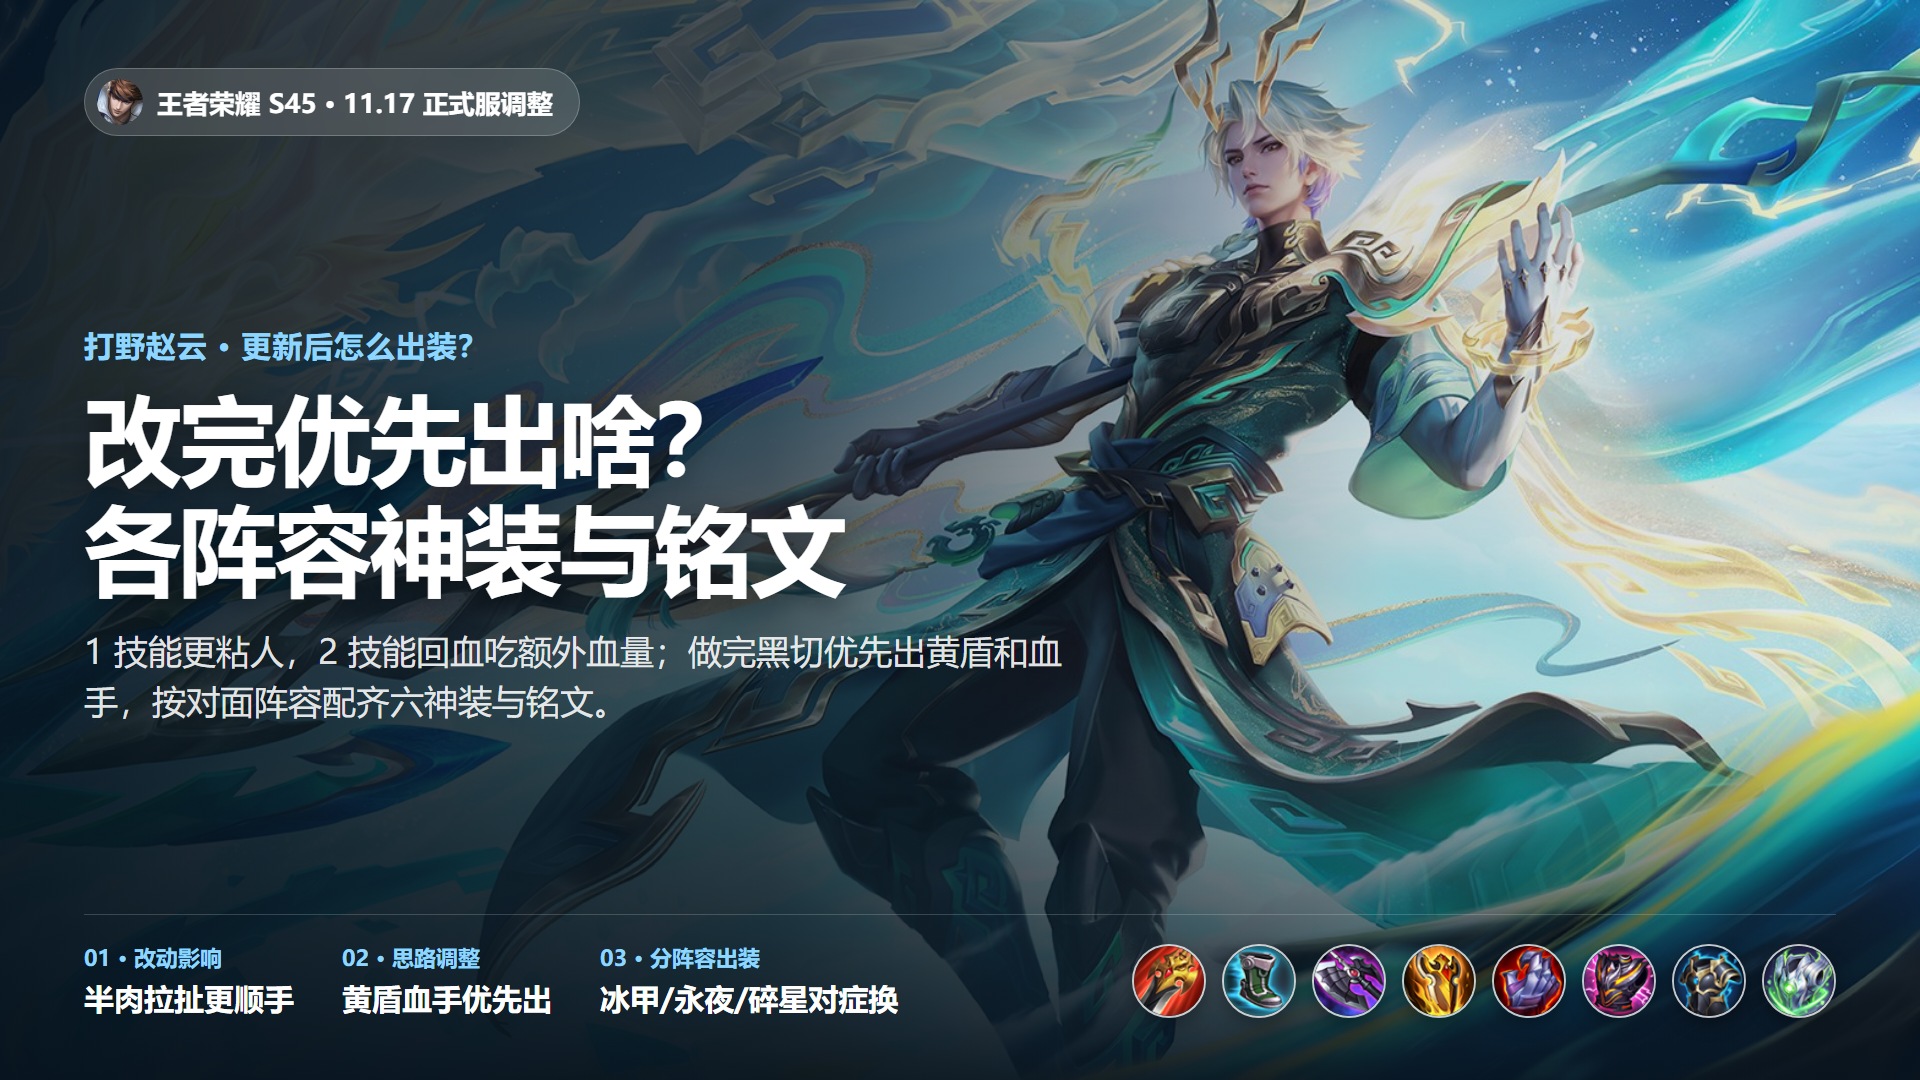 王者荣耀 S45 • 11.17 正式服调整
打野赵云 • 更新后怎么出装？
改完优先出啥？
各阵容神装与铭文
1 技能更粘人，2 技能回血吃额外血量；做完黑切优先出黄盾和血
手，按对面阵容配齐六神装与铭文。
01 • 改动影响
半肉拉扯更顺手
02 • 思路调整
黄盾血手优先出
03 • 分阵容出装
冰甲/永夜/碎星对症换